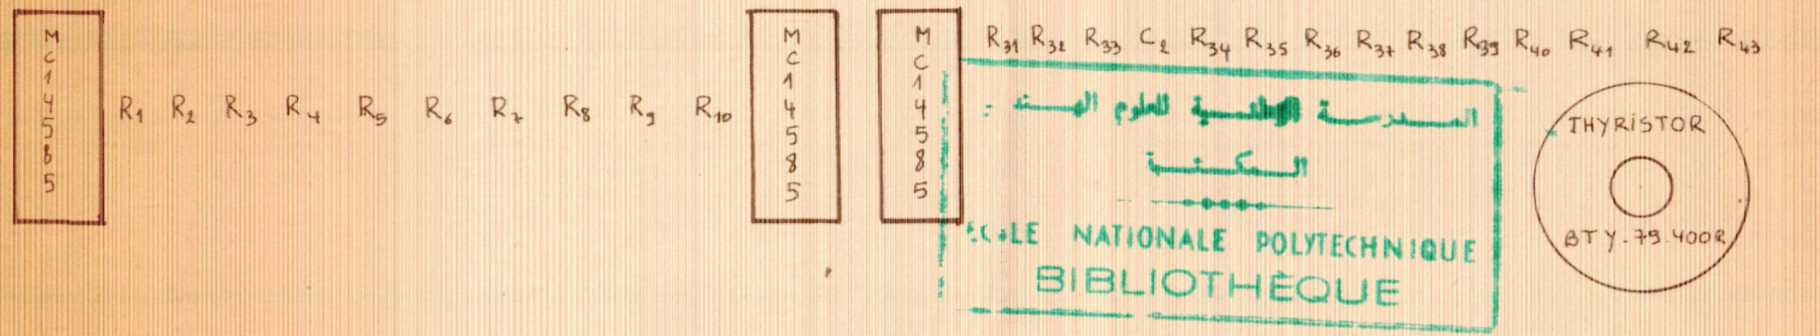 MC14585
R1 R2 R3 R4 R5 R6 R7 R8 R9 R10
MC14585
MC14585
R31 R32 R33 C2 R34 R35 R36 R37 R38 R39 R40 R41 R42 R43
المدرسة الوطنية للعلوم
المكتبة
ECOLE NATIONALE POLYTECHNIQUE
BIBLIOTHÈQUE
THYRISTOR
BTY-79.400R